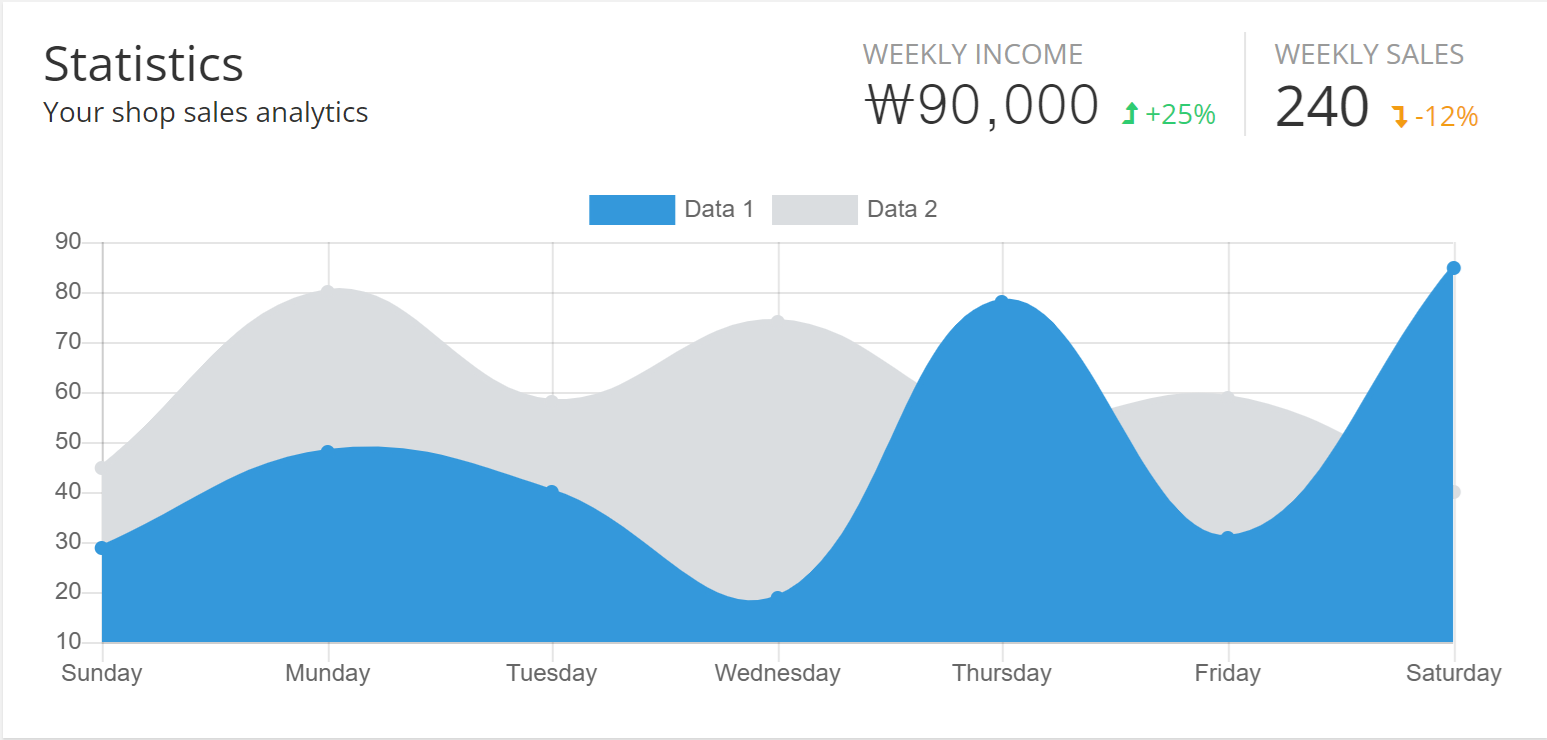 Statistics
Your shop sales analytics
WEEKLY INCOME
₩90,000 +25%
WEEKLY SALES
240 -12%
Data 1 Data 2
90
80
70
60
50
40
30
20
10
Sunday Munday Tuesday Wednesday Thursday Friday Saturday